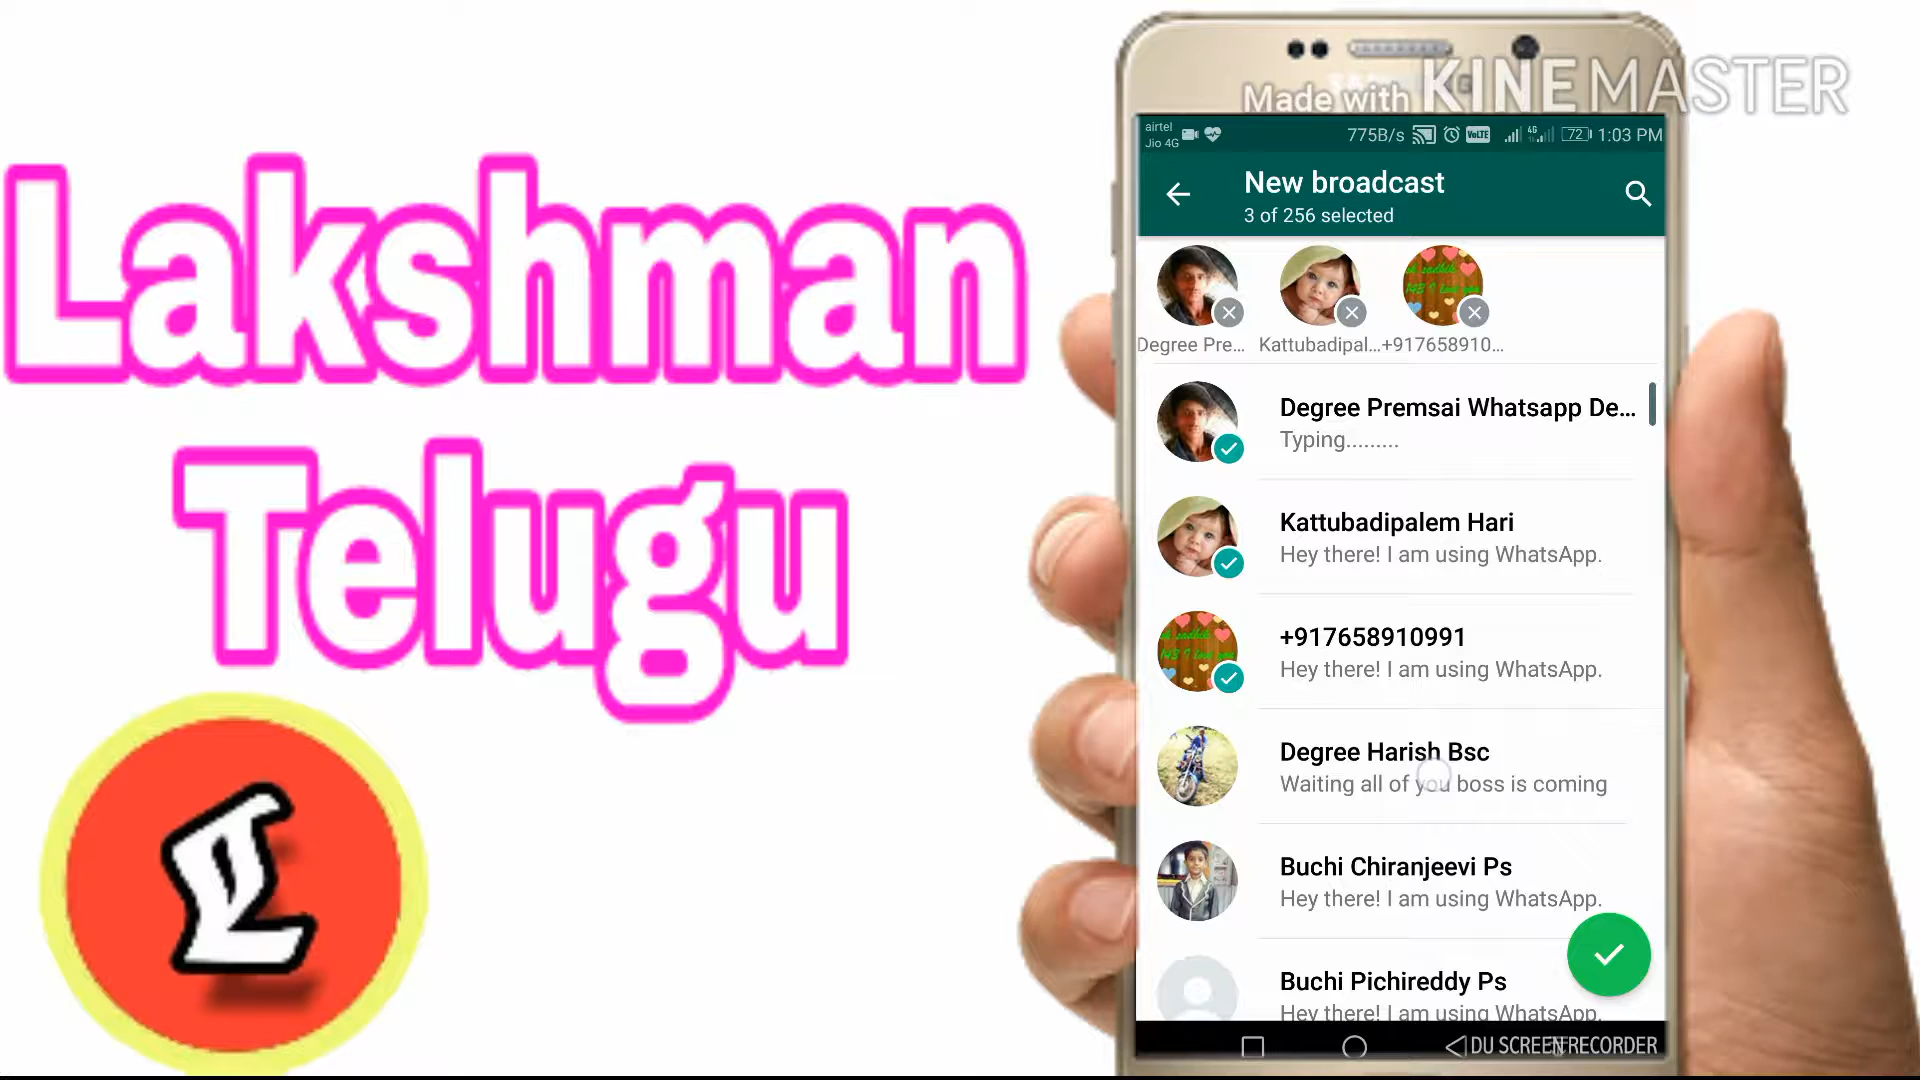 Lakshman
Telugu
L
Made with KINEMASTER
airtel
Jio 4G
775B/s
VoLTE
4G
72
1:03 PM
New broadcast
3 of 256 selected
Degree Pre...
Kattubadipal...
+917658910...
Degree Premsai Whatsapp De...
Typing.........
Kattubadipalem Hari
Hey there! I am using WhatsApp.
+917658910991
Hey there! I am using WhatsApp.
Degree Harish Bsc
Waiting all of you boss is coming
Buchi Chiranjeevi Ps
Hey there! I am using WhatsApp.
Buchi Pichireddy Ps
Hey there! I am using WhatsApp.
DU SCREEN RECORDER